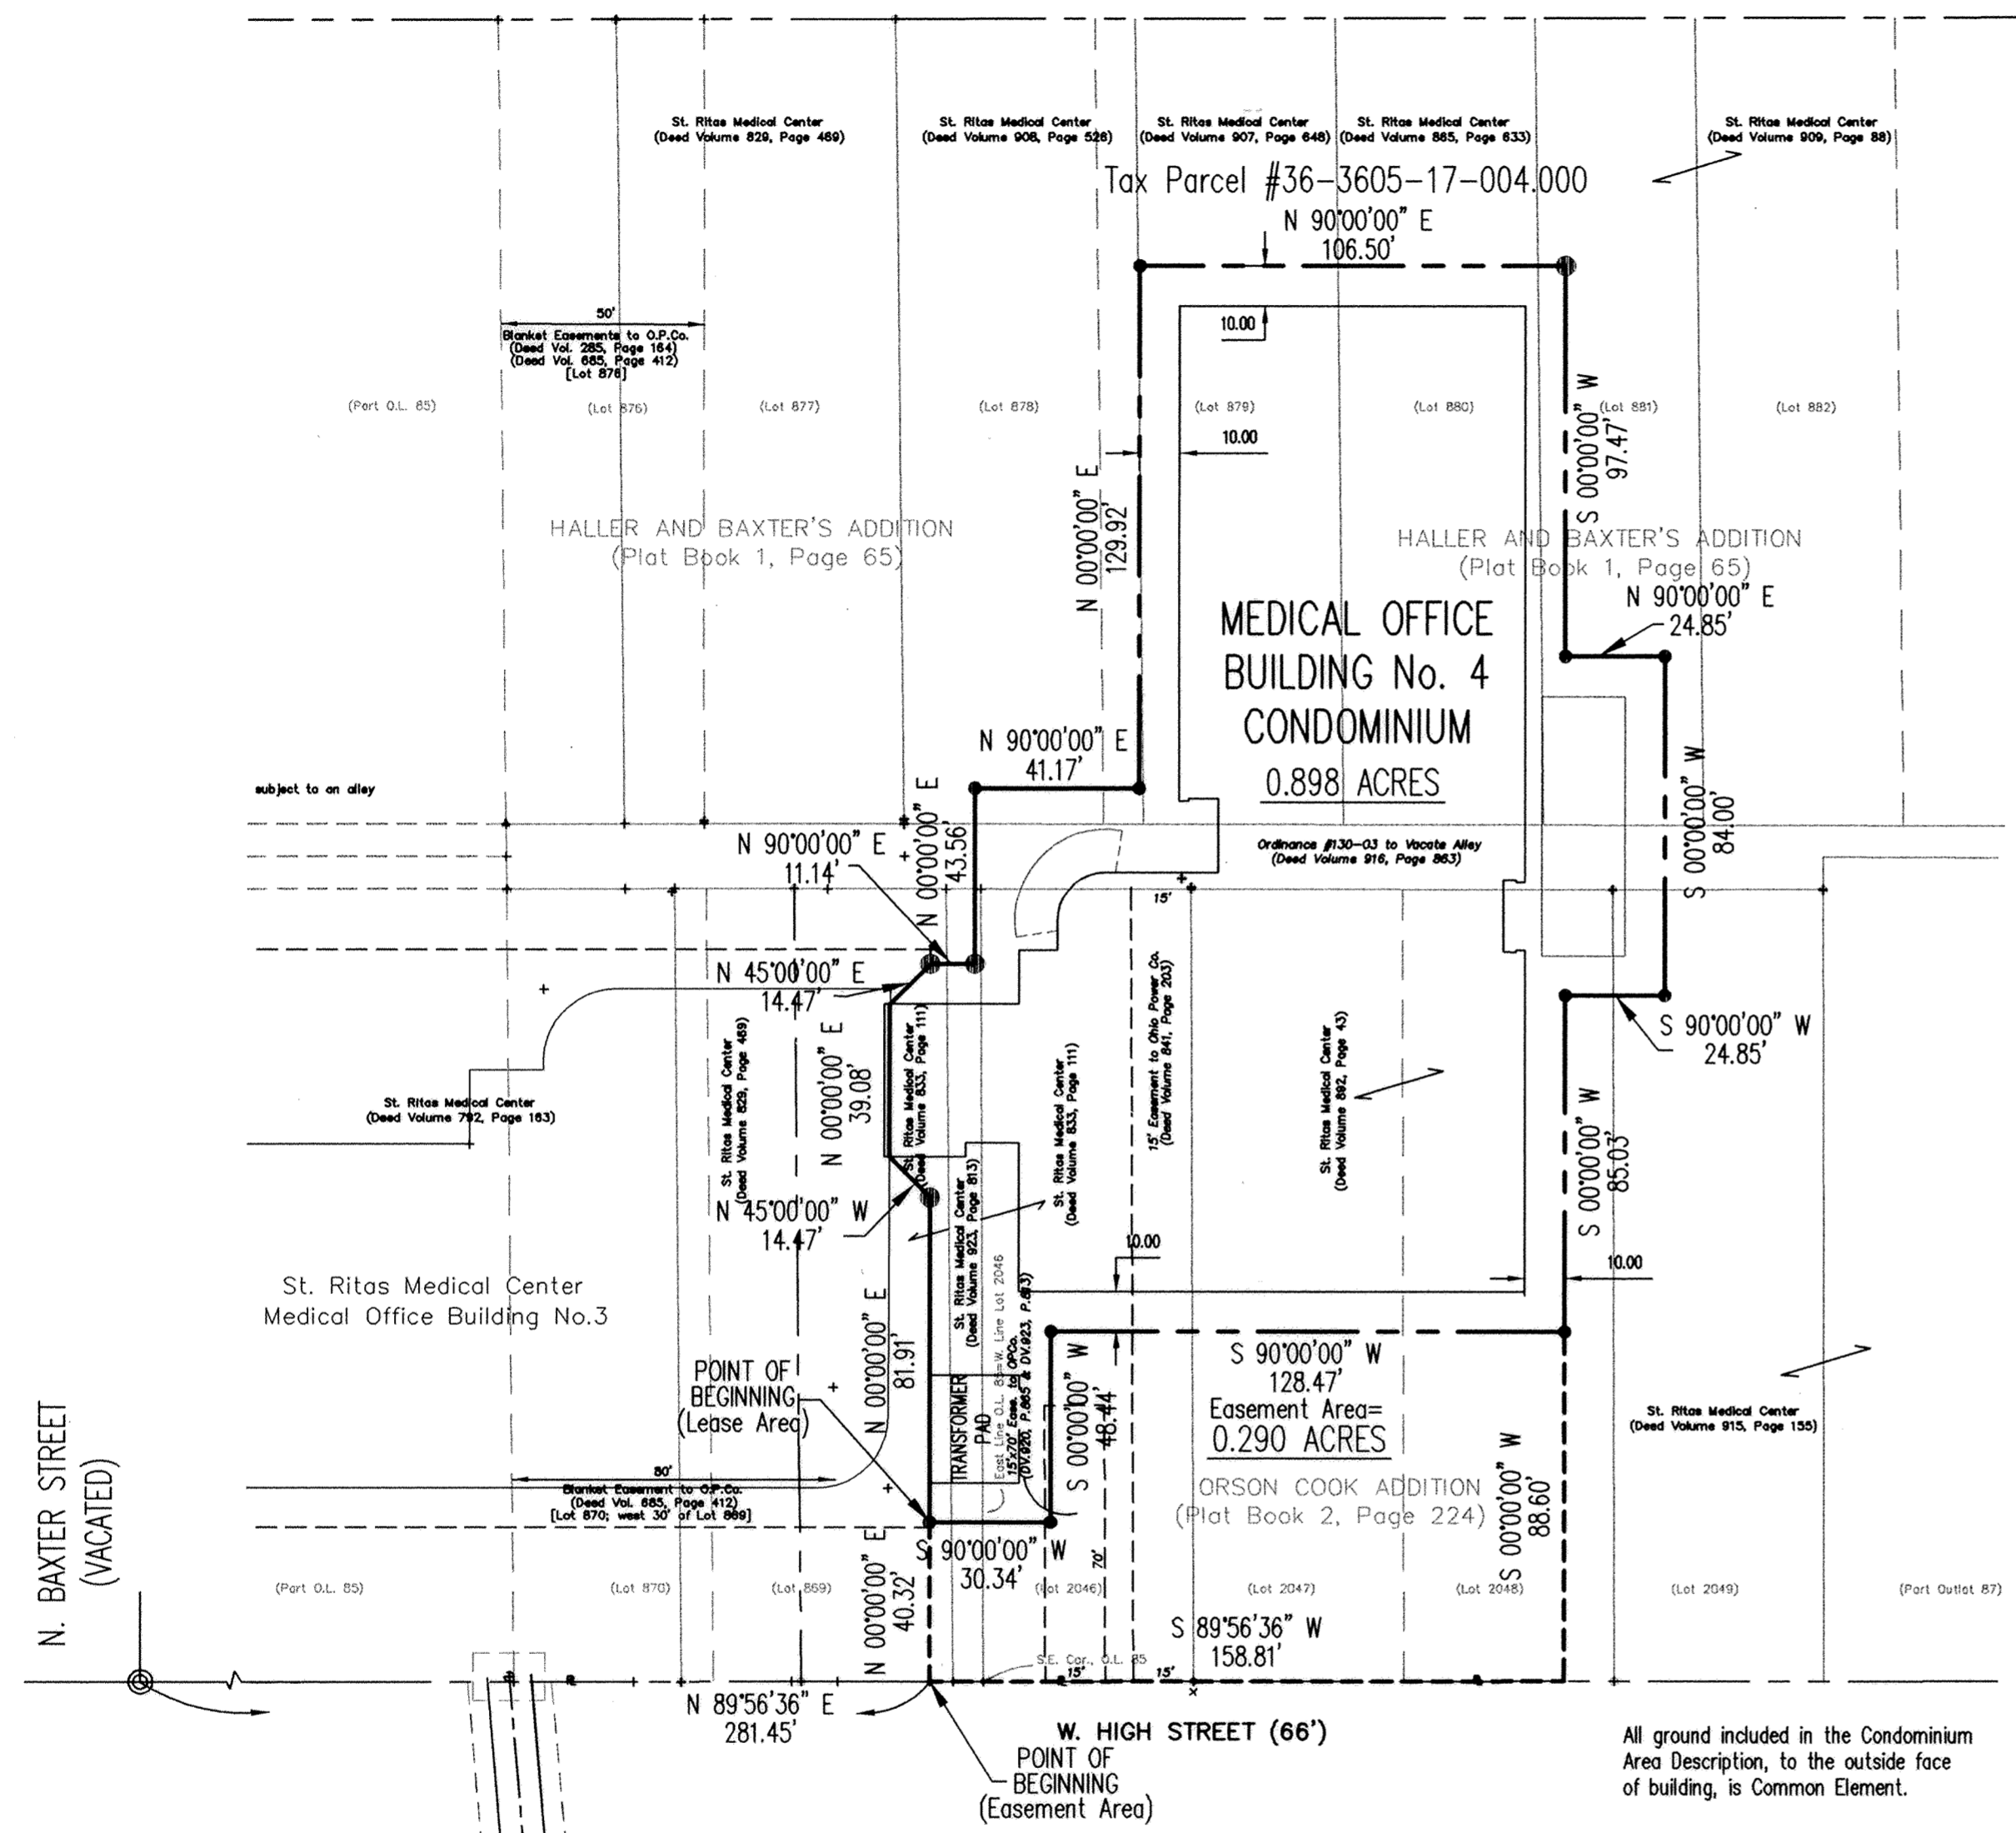 St. Ritas Medical Center
(Deed Volume 829, Page 469)
St. Ritas Medical Center
(Deed Volume 908, Page 526)
St. Ritas Medical Center
(Deed Volume 907, Page 648)
St. Ritas Medical Center
(Deed Volume 885, Page 633)
St. Ritas Medical Center
(Deed Volume 909, Page 88)
Tax Parcel #36-3605-17-004.000
N 90°00'00" E
106.50'
10.00
50'
Blanket Easements to O.P.Co.
(Deed Vol. 285, Page 164)
(Deed Vol. 685, Page 412)
[Lot 876]
(Part O.L. 85)
(Lot 876)
(Lot 877)
(Lot 878)
(Lot 879)
(Lot 880)
(Lot 881)
(Lot 882)
10.00
S 00°00'00" W
97.47'
N 00°00'00" E
129.92'
HALLER AND BAXTER'S ADDITION
(Plat Book 1, Page 65)
HALLER AND BAXTER'S ADDITION
(Plat Book 1, Page 65)
N 90°00'00" E
24.85'
MEDICAL OFFICE
BUILDING No. 4
CONDOMINIUM
0.898 ACRES
N 90°00'00" E
41.17'
subject to an alley
N 00°00'00" E
43.56'
N 90°00'00" E
11.14'
Ordinance #130-03 to Vacate Alley
(Deed Volume 916, Page 863)
S 00°00'00" W
84.00'
15'
N 45°00'00" E
14.47'
15' Easement to Ohio Power Co.
(Deed Volume 841, Page 203)
S 90°00'00" W
24.85'
N 00°00'00" E
39.08'
St. Ritas Medical Center
(Deed Volume 829, Page 469)
St. Ritas Medical Center
(Deed Volume 833, Page 111)
St. Ritas Medical Center
(Deed Volume 833, Page 111)
St. Ritas Medical Center
(Deed Volume 892, Page 43)
St. Ritas Medical Center
(Deed Volume 792, Page 163)
S 00°00'00" W
85.03'
N 45°00'00" W
14.47'
St. Ritas Medical Center
(Deed Volume 923, Page 813)
10.00
10.00
St. Ritas Medical Center
Medical Office Building No.3
East Line O.L. 85=W. Line Lot 2046
15'x70' Ease. to OPCo.
(DV.920, P.865 & DV.923, P.813)
N 00°00'00" E
81.91'
S 90°00'00" W
128.47'
Easement Area=
0.290 ACRES
POINT OF
BEGINNING
(Lease Area)
TRANSFORMER
PAD
S 00°00'00" W
48.44'
St. Ritas Medical Center
(Deed Volume 915, Page 155)
80'
Blanket Easement to O.P.Co.
(Deed Vol. 685, Page 412)
[Lot 870; west 30' of Lot 869]
ORSON COOK ADDITION
(Plat Book 2, Page 224)
S 00°00'00" W
88.60'
N. BAXTER STREET
(VACATED)
S 90°00'00" W
30.34'
N 00°00'00" E
40.32'
70'
(Part O.L. 85)
(Lot 870)
(Lot 869)
(Lot 2046)
(Lot 2047)
(Lot 2048)
(Lot 2049)
(Part Outlot 87)
S 89°56'36" W
158.81'
S.E. Cor., O.L. 85
15'
15'
N 89°56'36" E
281.45'
W. HIGH STREET (66')
POINT OF
BEGINNING
(Easement Area)
All ground included in the Condominium
Area Description, to the outside face
of building, is Common Element.